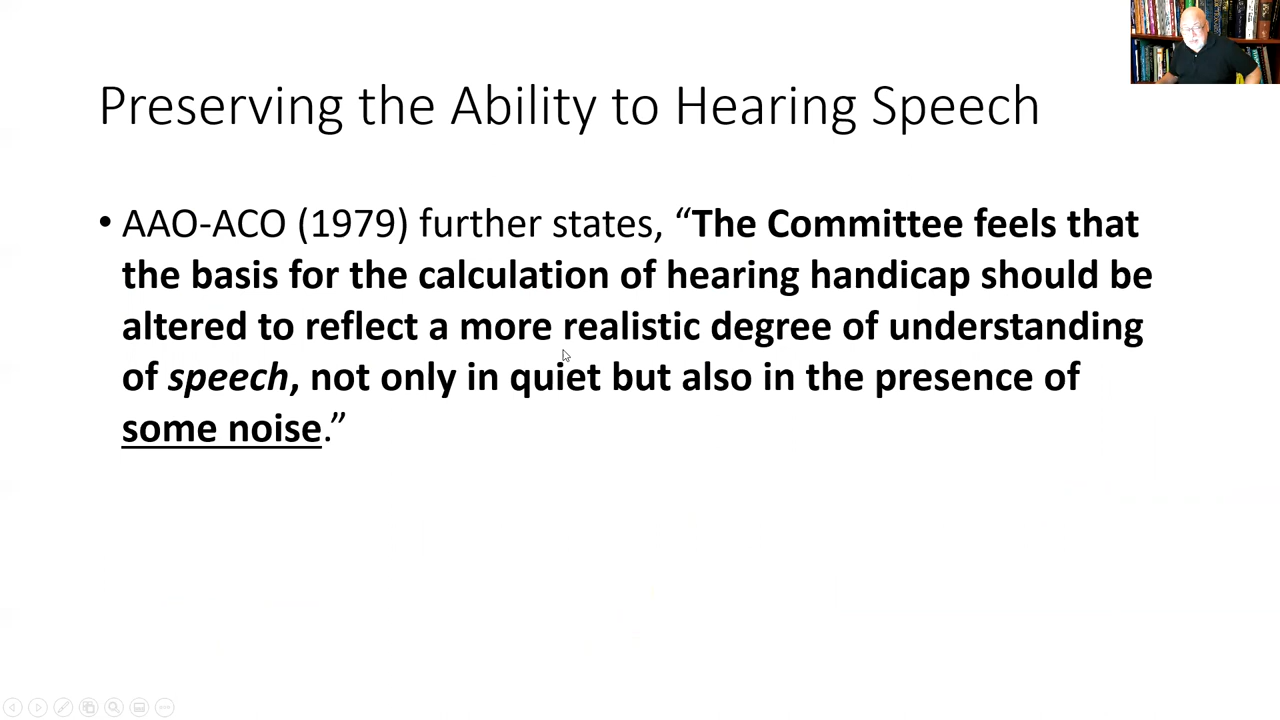 Preserving the Ability to Hearing Speech
• AAO-ACO (1979) further states, “The Committee feels that
the basis for the calculation of hearing handicap should be
altered to reflect a more realistic degree of understanding
of speech, not only in quiet but also in the presence of
some noise.”